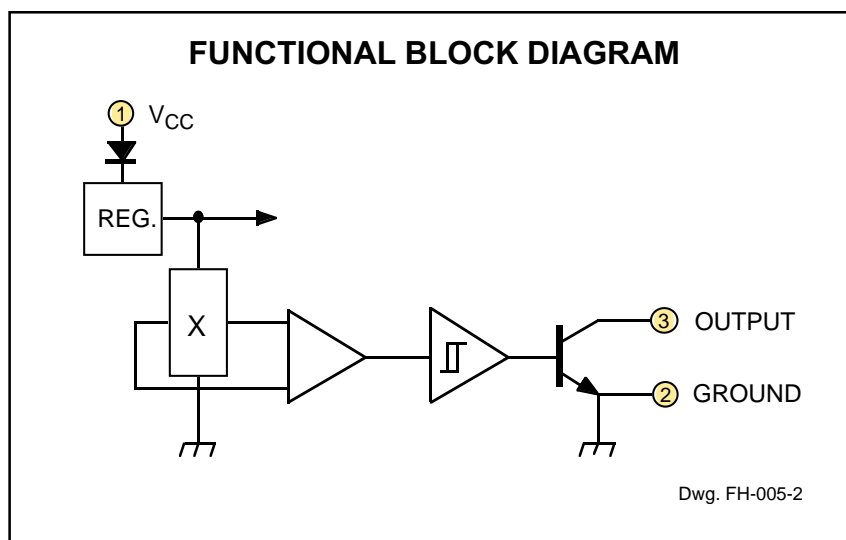 FUNCTIONAL BLOCK DIAGRAM
1 VCC
REG.
X
3 OUTPUT
2 GROUND
Dwg. FH-005-2